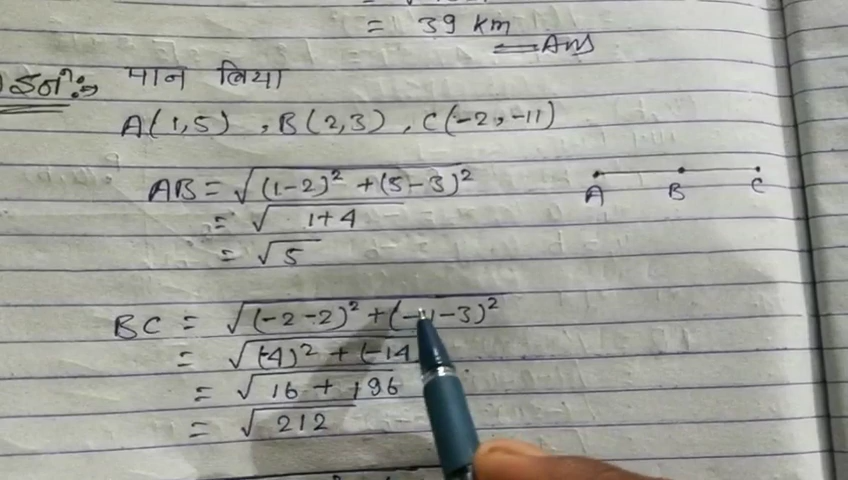 = 39 km
Ans
हल :→ मान लिया
A(1,5) , B(2,3) , C(-2,-11)
AB = √(1-2)² + (5-3)²
= √1+4
= √5
A B C
BC = √(-2-2)² + (-11-3)²
= √(-4)² + (-14
= √16 + 196
= √212